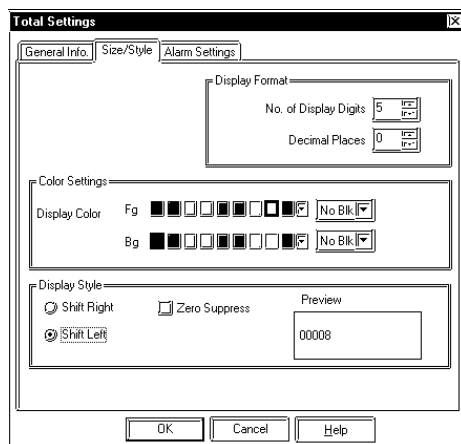 Total Settings
General Info. Size/Style Alarm Settings
Display Format
No. of Display Digits 5
Decimal Places 0
Color Settings
Display Color Fg No Blk
Bg No Blk
Display Style
Shift Right Zero Suppress Preview
Shift Left 00008
OK Cancel Help